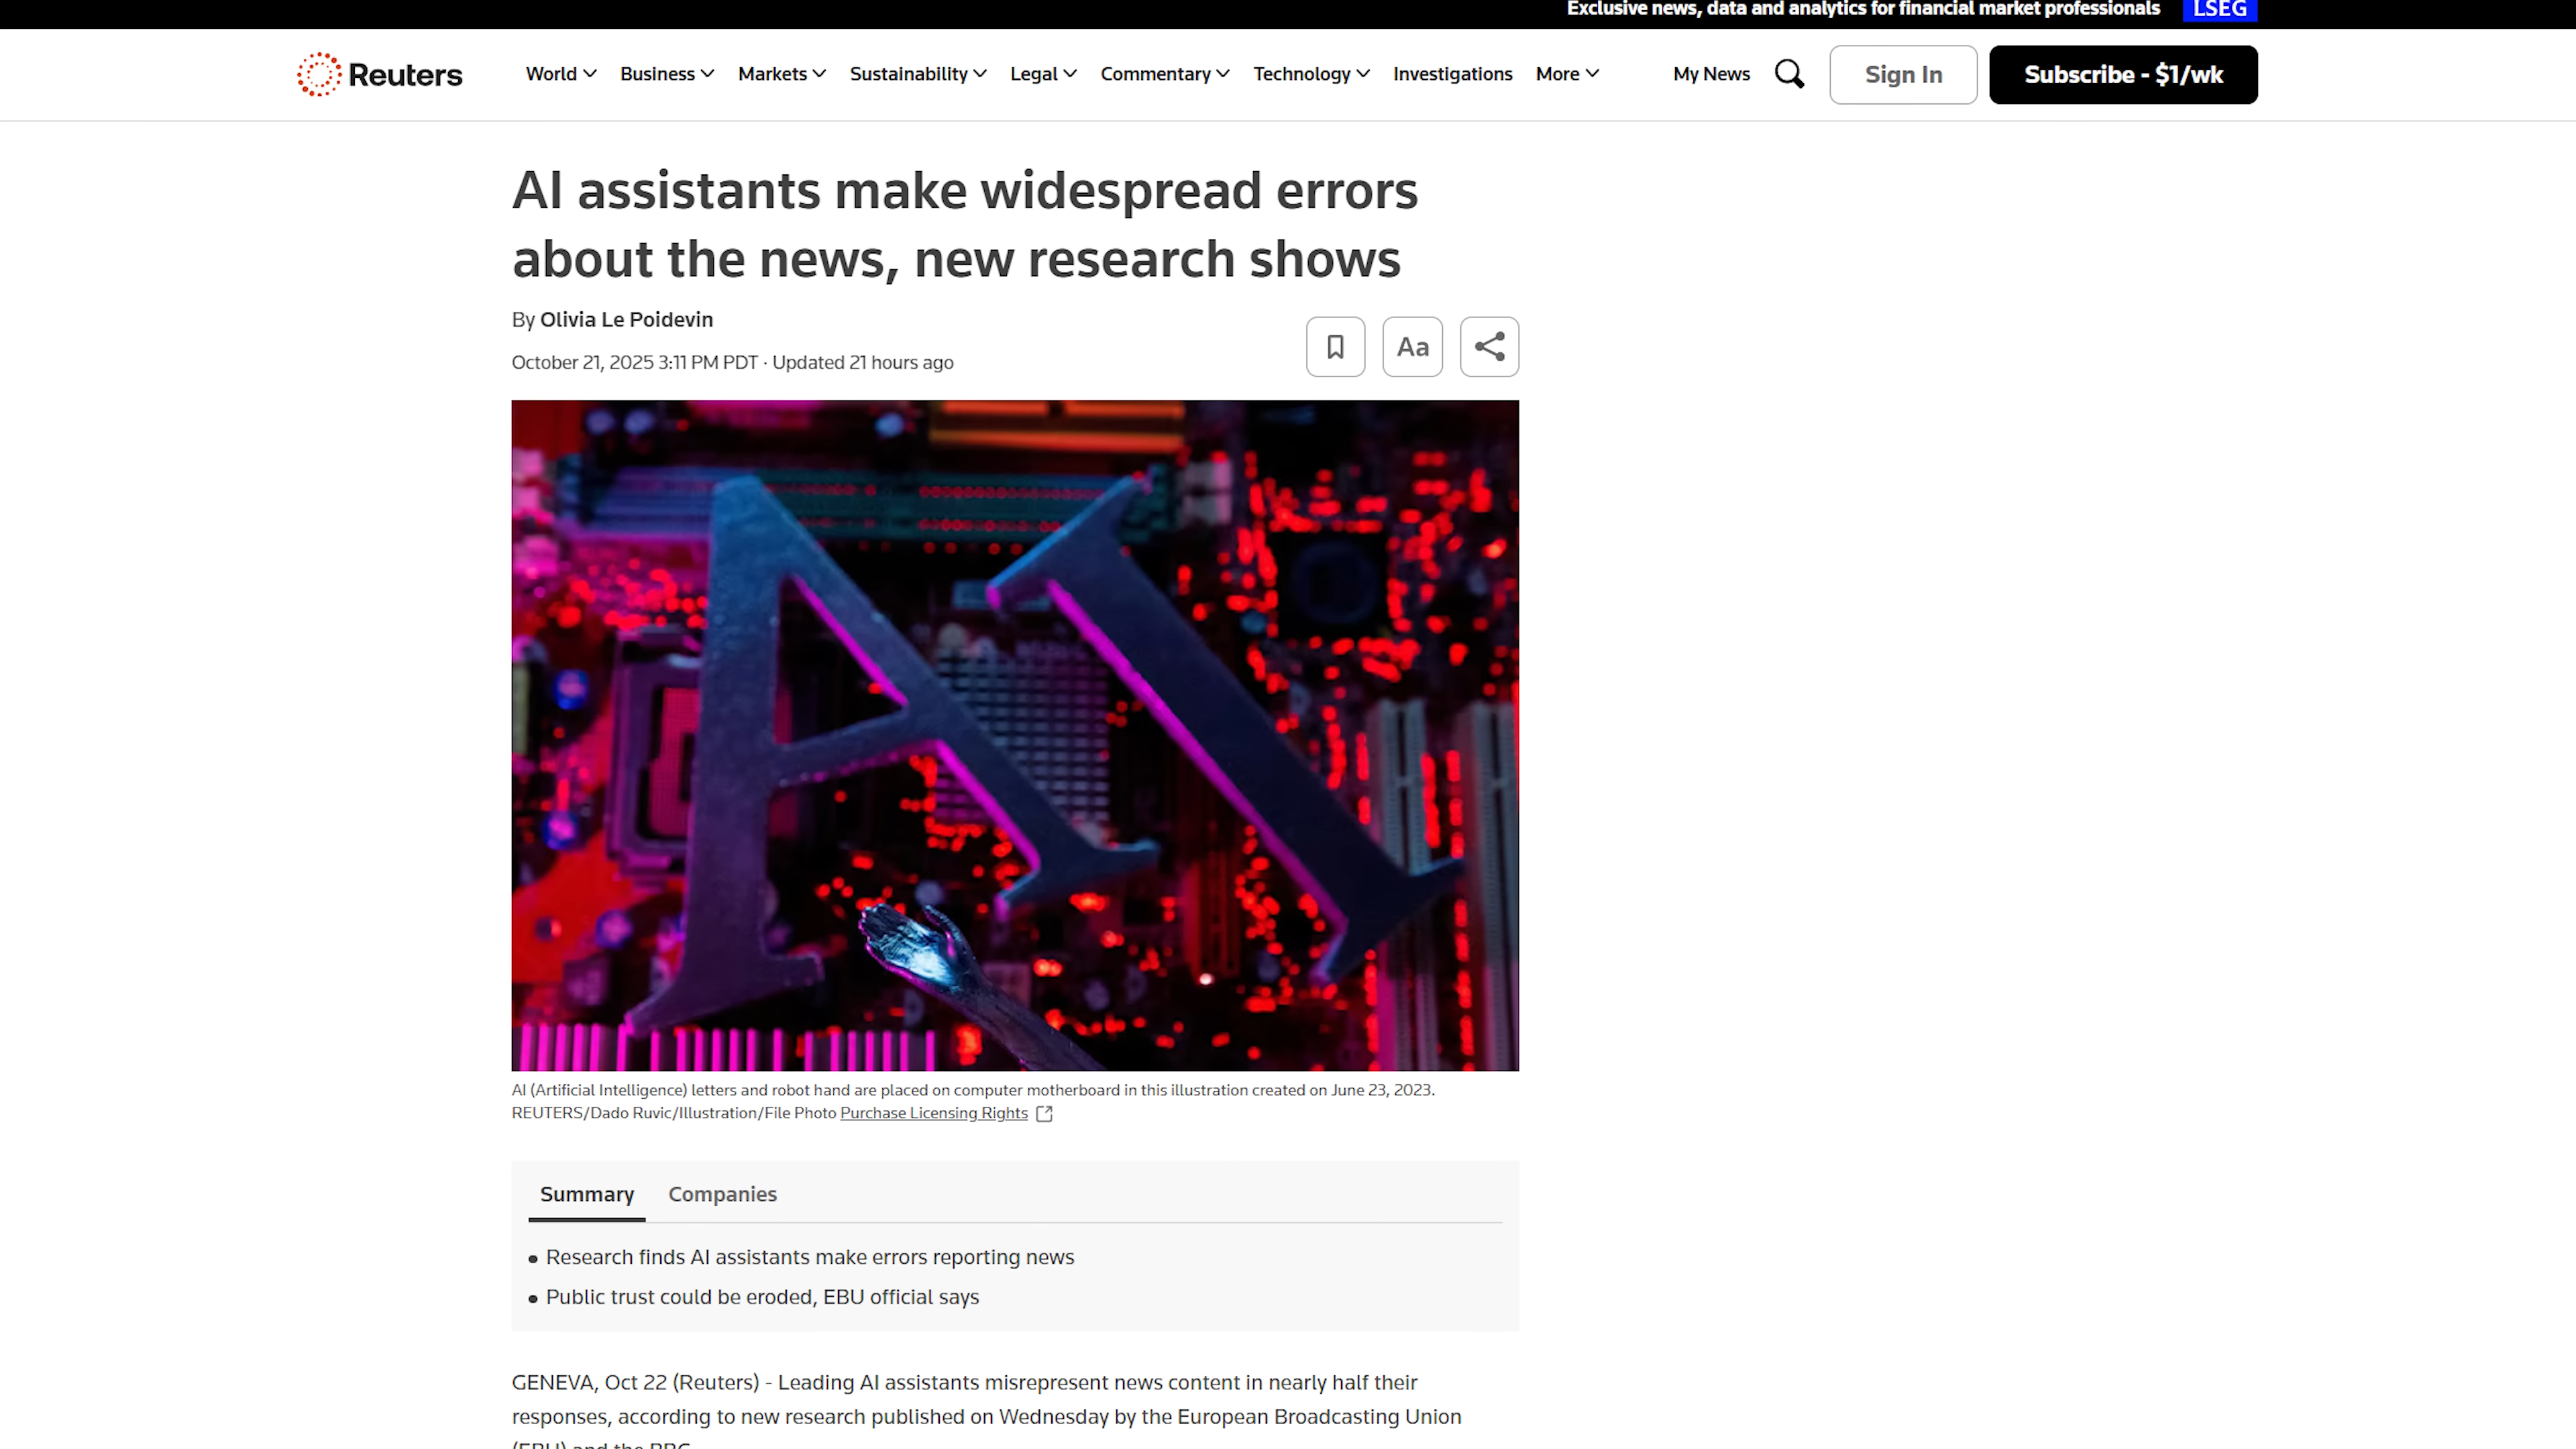 Exclusive news, data and analytics for financial market professionals LSEG
Reuters World Business Markets Sustainability Legal Commentary Technology Investigations More My News Sign In Subscribe - $1/wk
AI assistants make widespread errors
about the news, new research shows
By Olivia Le Poidevin
October 21, 2025 3:11 PM PDT · Updated 21 hours ago
Aa
AI
AI (Artificial Intelligence) letters and robot hand are placed on computer motherboard in this illustration created on June 23, 2023.
REUTERS/Dado Ruvic/Illustration/File Photo Purchase Licensing Rights
Summary Companies
Research finds AI assistants make errors reporting news
Public trust could be eroded, EBU official says
GENEVA, Oct 22 (Reuters) - Leading AI assistants misrepresent news content in nearly half their
responses, according to new research published on Wednesday by the European Broadcasting Union
(EBU) and the BBC